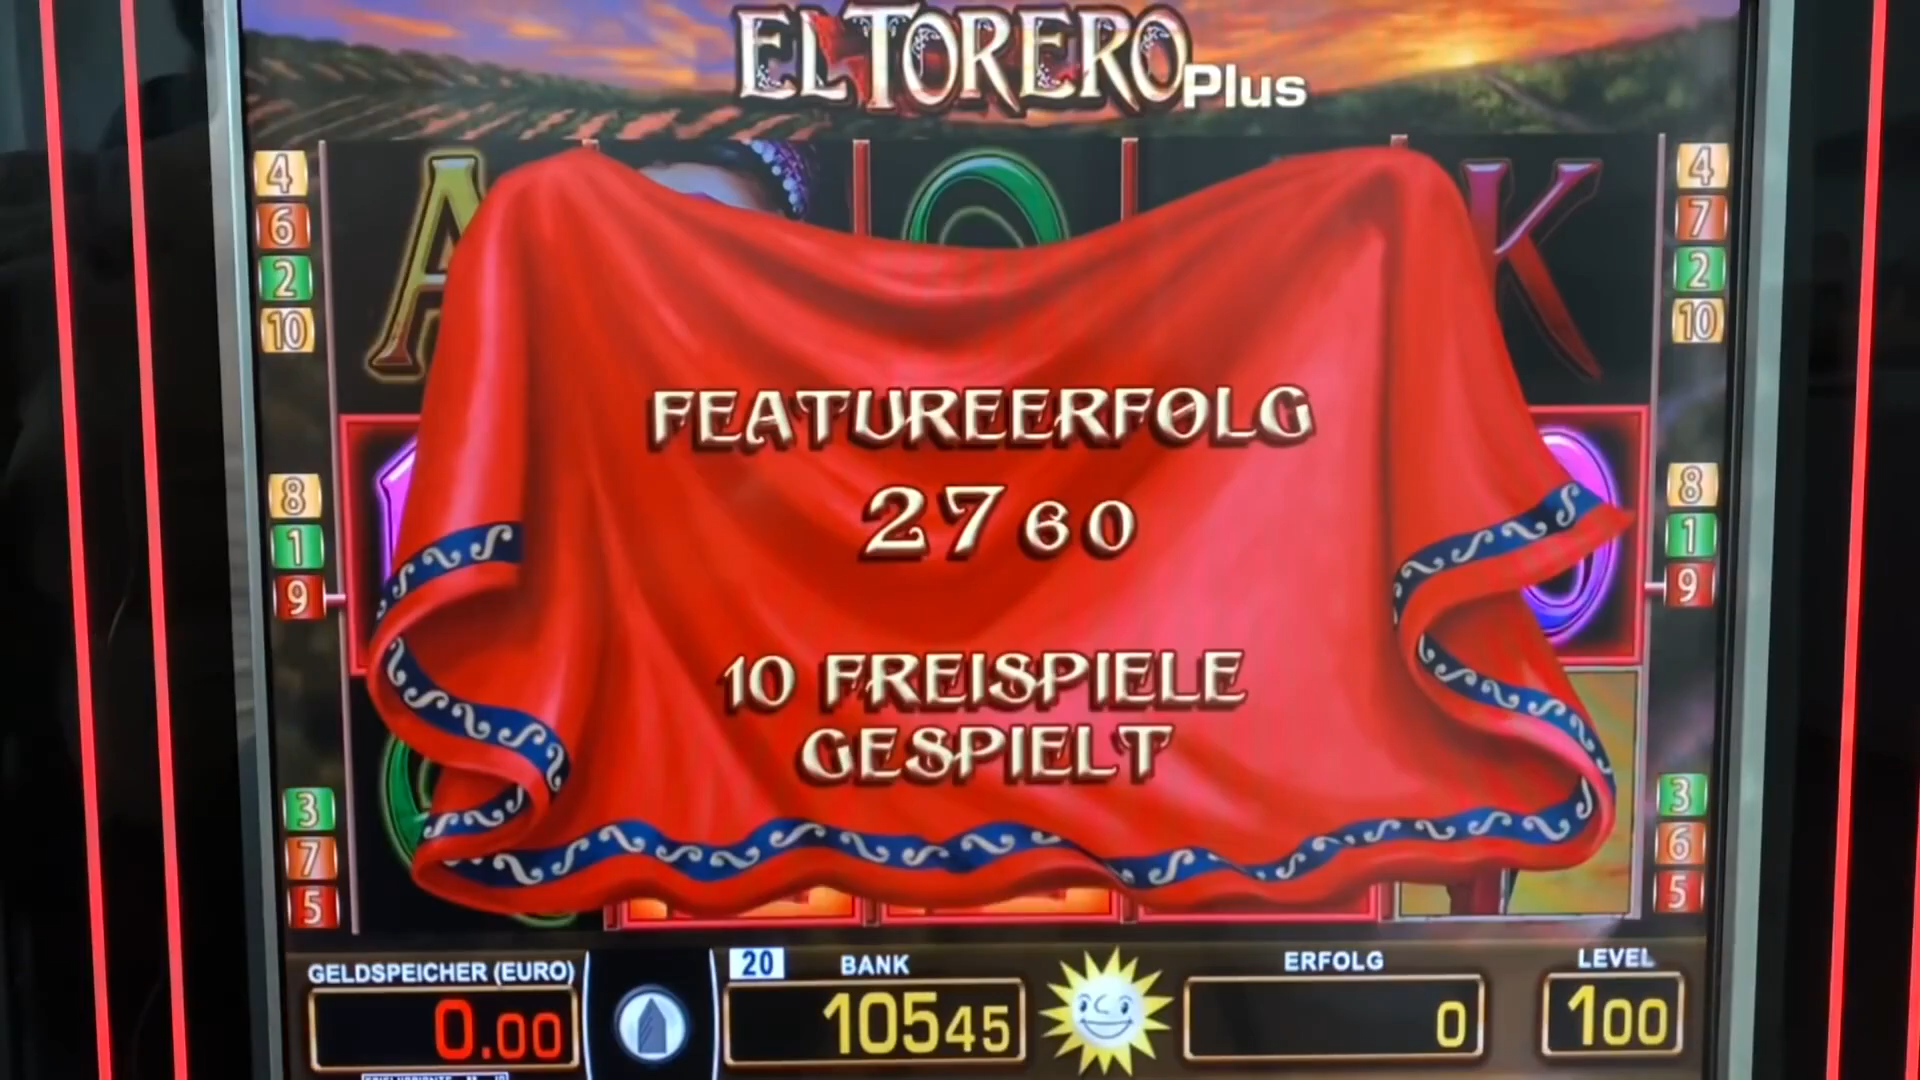 EL TORERO Plus
4
6
2
10
8
1
9
3
7
5
4
7
2
10
8
1
9
3
6
5
A
K
FEATUREERFOLG
2760
10 FREISPIELE
GESPIELT
GELDSPEICHER (EURO)
0.00
20 BANK
10545
ERFOLG
0
LEVEL
100